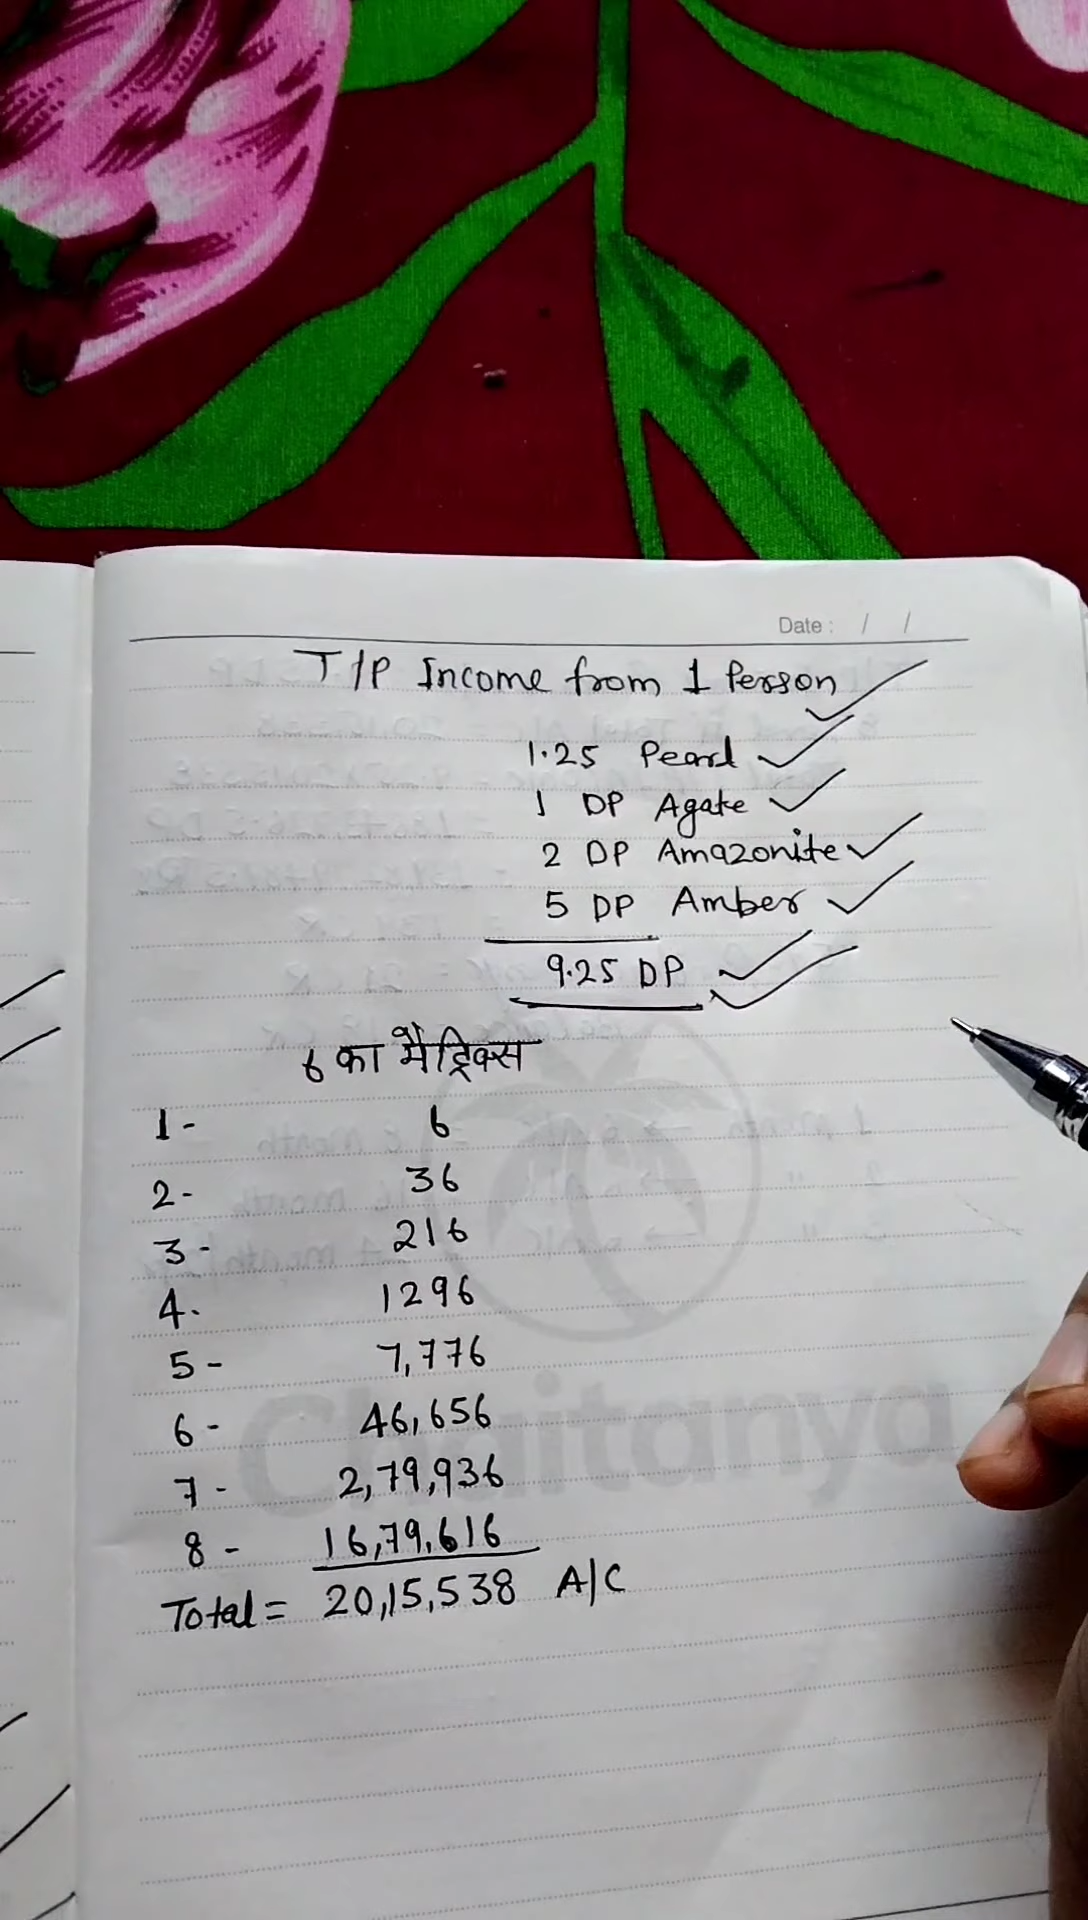 Date : / /
T/P Income from 1 Person
1.25 Pearl
1 DP Agate
2 DP Amazonite
5 DP Amber
9.25 DP
6 का मैट्रिक्स
1- 6
2- 36
3- 216
4. 1296
5- 7,776
6- 46,656
7- 2,79,936
8- 16,79,616
Total = 20,15,538 A/C
Chaitanya